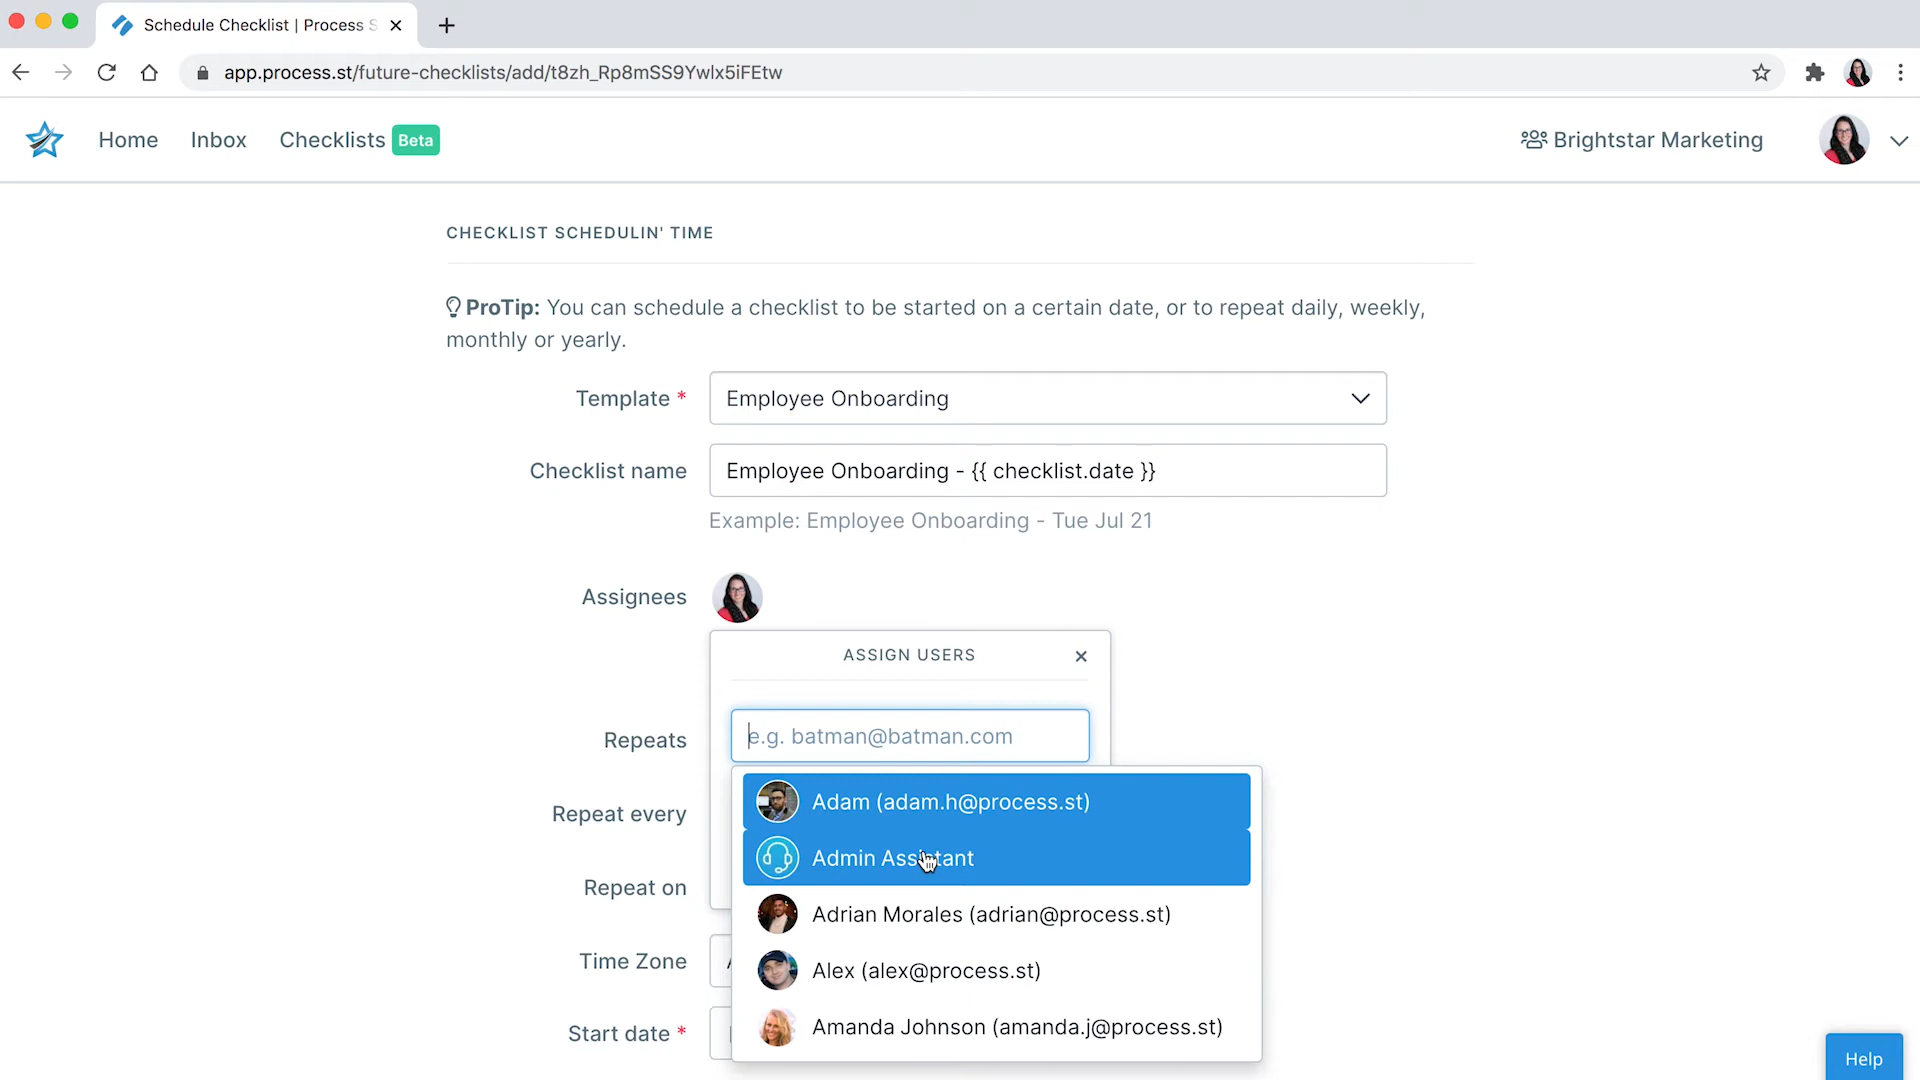 Schedule Checklist | Process S
app.process.st/future-checklists/add/t8zh_Rp8mSS9Ywlx5iFEtw
Home Inbox Checklists Beta Brightstar Marketing
CHECKLIST SCHEDULIN' TIME
ProTip: You can schedule a checklist to be started on a certain date, or to repeat daily, weekly,
monthly or yearly.
Template * Employee Onboarding
Checklist name Employee Onboarding - {{ checklist.date }}
Example: Employee Onboarding - Tue Jul 21
Assignees
ASSIGN USERS
Repeats e.g. batman@batman.com
Adam (adam.h@process.st)
Repeat every
Admin Assistant
Repeat on
Adrian Morales (adrian@process.st)
Time Zone
Alex (alex@process.st)
Start date *
Amanda Johnson (amanda.j@process.st)
Help